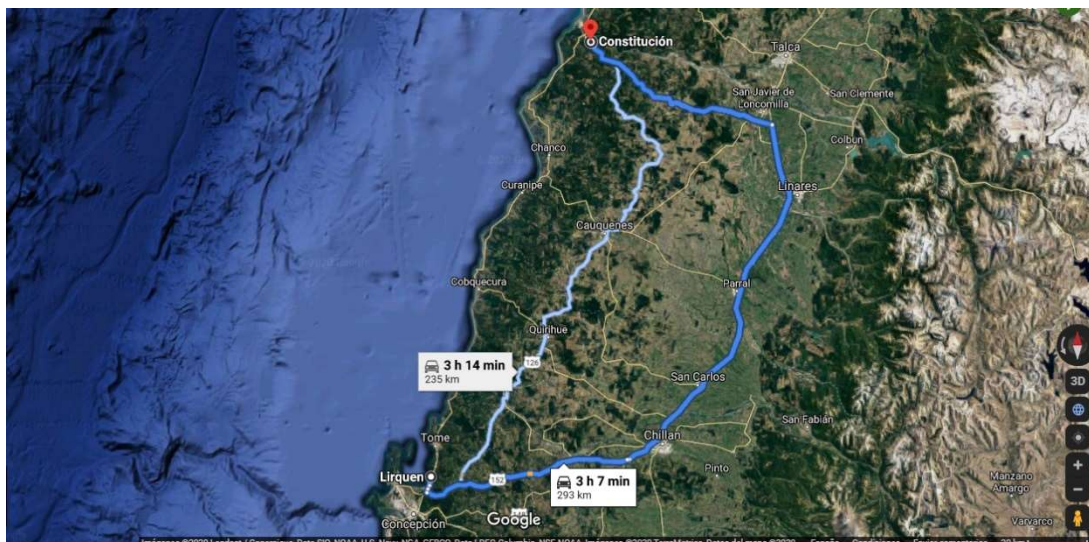 Constitución
Talca
San Javier de
Loncomilla
San Clemente
Colbún
Chanco
Linares
Curanipe
Cauquenes
Cobquecura
Parral
Quirihue
3 h 14 min
235 km
126
San Carlos
3D
San Fabián
Tome
Chillan
Pinto
Lirquen
152
3 h 7 min
293 km
Manzano
Amargo
Concepción
Google
Varvarco